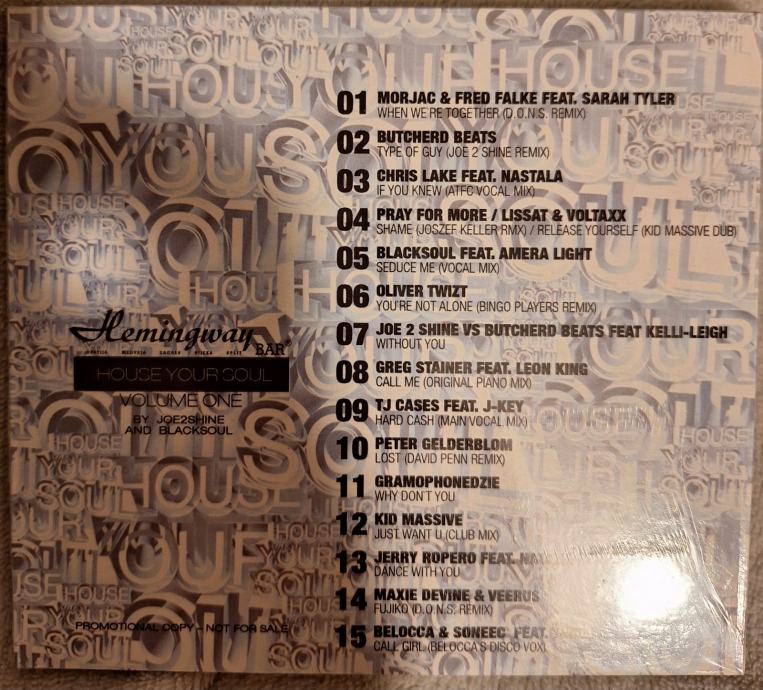 01 MORJAC & FRED FALKE FEAT. SARAH TYLER
WHEN WE'RE TOGETHER (D.O.N.S. REMIX)
02 BUTCHERD BEATS
TYPE OF GUY (JOE 2 SHINE REMIX)
03 CHRIS LAKE FEAT. NASTALA
IF YOU KNEW (ATFC VOCAL MIX)
04 PRAY FOR MORE / LISSAT & VOLTAXX
SHAME (JOSZEF KELLER RMX) / RELEASE YOURSELF (KID MASSIVE DUB)
05 BLACKSOUL FEAT. AMERA LIGHT
SEDUCE ME (VOCAL MIX)
06 OLIVER TWIZT
YOU'RE NOT ALONE (BINGO PLAYERS REMIX)
07 JOE 2 SHINE VS BUTCHERD BEATS FEAT KELLI-LEIGH
WITHOUT YOU
08 GREG STAINER FEAT. LEON KING
CALL ME (ORIGINAL PIANO MIX)
09 TJ CASES FEAT. J-KEY
HARD CASH (MAIN VOCAL MIX)
10 PETER GELDERBLOM
LOST (DAVID PENN REMIX)
11 GRAMOPHONEDZIE
WHY DON'T YOU
12 KID MASSIVE
JUST WANT U (CLUB MIX)
13 JERRY ROPERO FEAT.
DANCE WITH YOU
14 MAXIE DEVINE & VEERUS
FUJIKO (D.O.N.S. REMIX)
15 BELOCCA & SONEEC FEAT.
CALL GIRL (BELOCCA'S DISCO VOX)
Hemingway
BAR®
OPATIJA MEDVEJA ZAGREB RIJEKA SPLIT
HOUSE YOUR SOUL
VOLUME ONE
BY JOE2SHINE
AND BLACKSOUL
PROMOTIONAL COPY - NOT FOR SALE